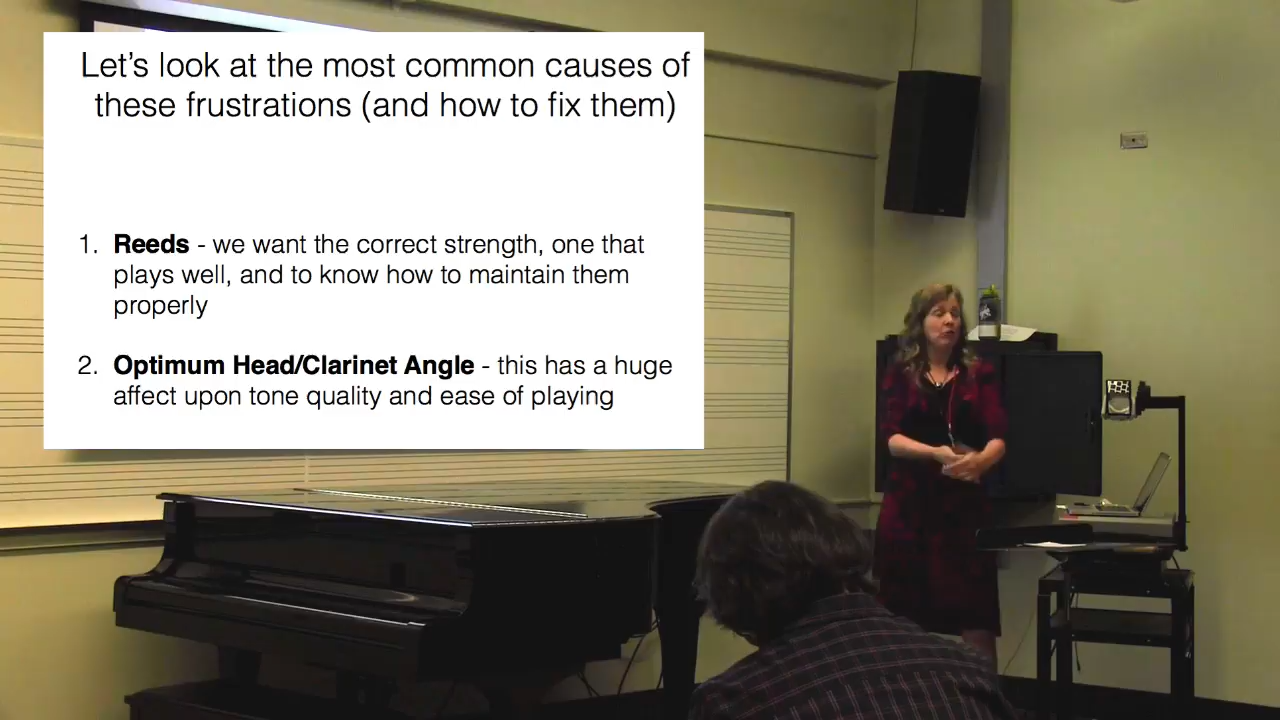 Let's look at the most common causes of
these frustrations (and how to fix them)
1. Reeds - we want the correct strength, one that
plays well, and to know how to maintain them
properly
2. Optimum Head/Clarinet Angle - this has a huge
affect upon tone quality and ease of playing